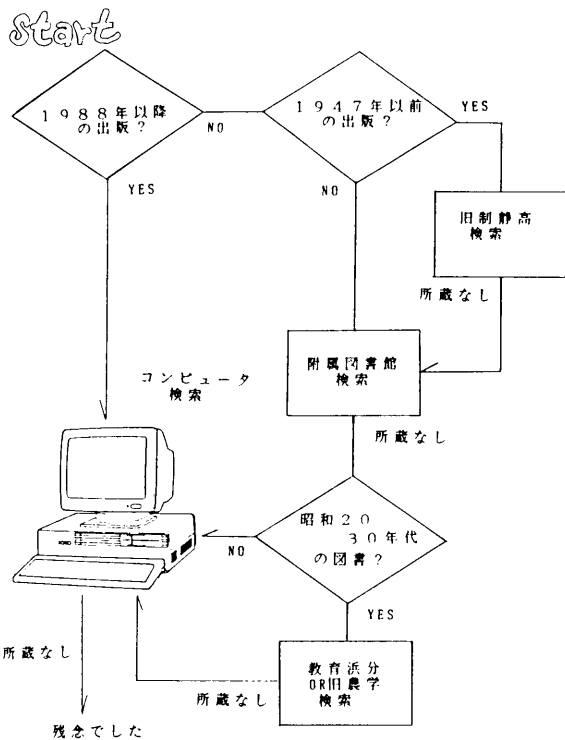 Start
1988年以降
の出版?
NO
YES
1947年以前
の出版?
YES
NO
旧制静高
検索
所蔵なし
附属図書館
検索
所蔵なし
コンピュータ
検索
昭和20
30年代
の図書?
NO
YES
教育浜分
OR旧農学
検索
所蔵なし
所蔵なし
残念でした